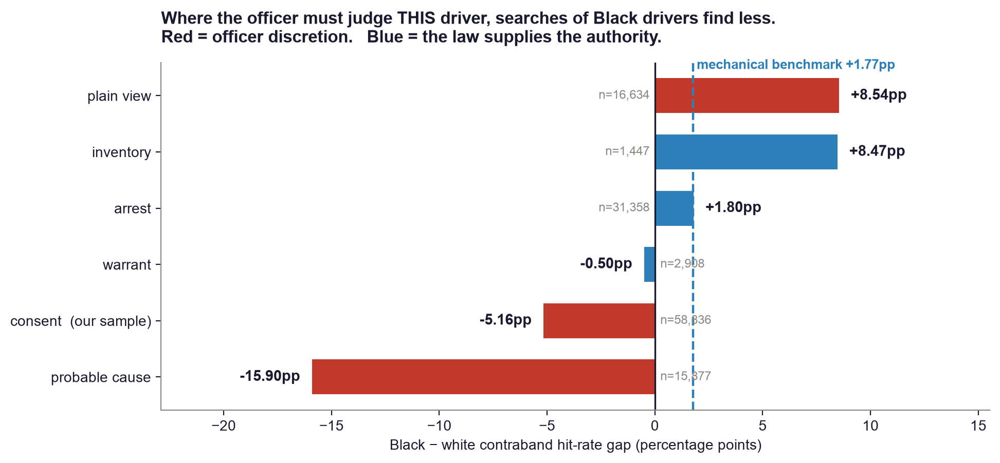 Where the officer must judge THIS driver, searches of Black drivers find less.
Red = officer discretion.   Blue = the law supplies the authority.
mechanical benchmark +1.77pp
plain view
n=16,634
+8.54pp
inventory
n=1,447
+8.47pp
arrest
n=31,358
+1.80pp
warrant
-0.50pp
n=2,908
consent  (our sample)
-5.16pp
n=58,836
probable cause
-15.90pp
n=15,877
−20
−15
−10
−5
0
5
10
15
Black − white contraband hit-rate gap (percentage points)